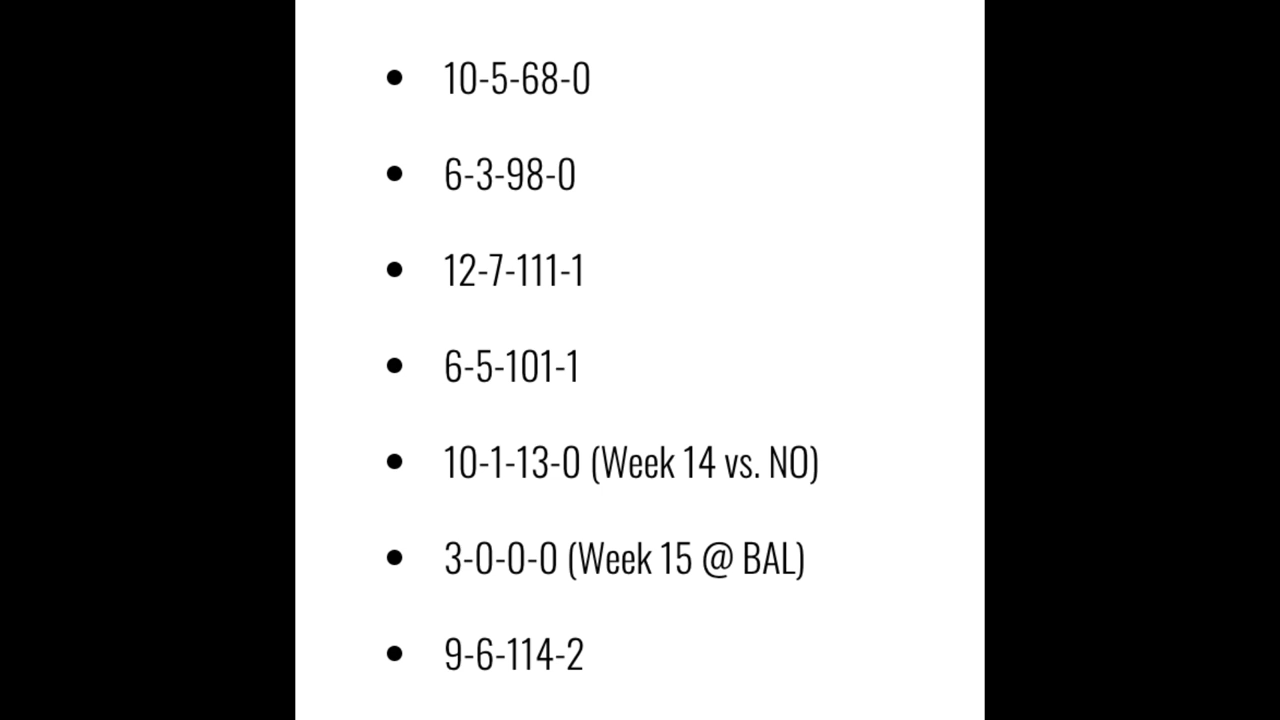 • 10-5-68-0
• 6-3-98-0
• 12-7-111-1
• 6-5-101-1
• 10-1-13-0 (Week 14 vs. NO)
• 3-0-0-0 (Week 15 @ BAL)
• 9-6-114-2